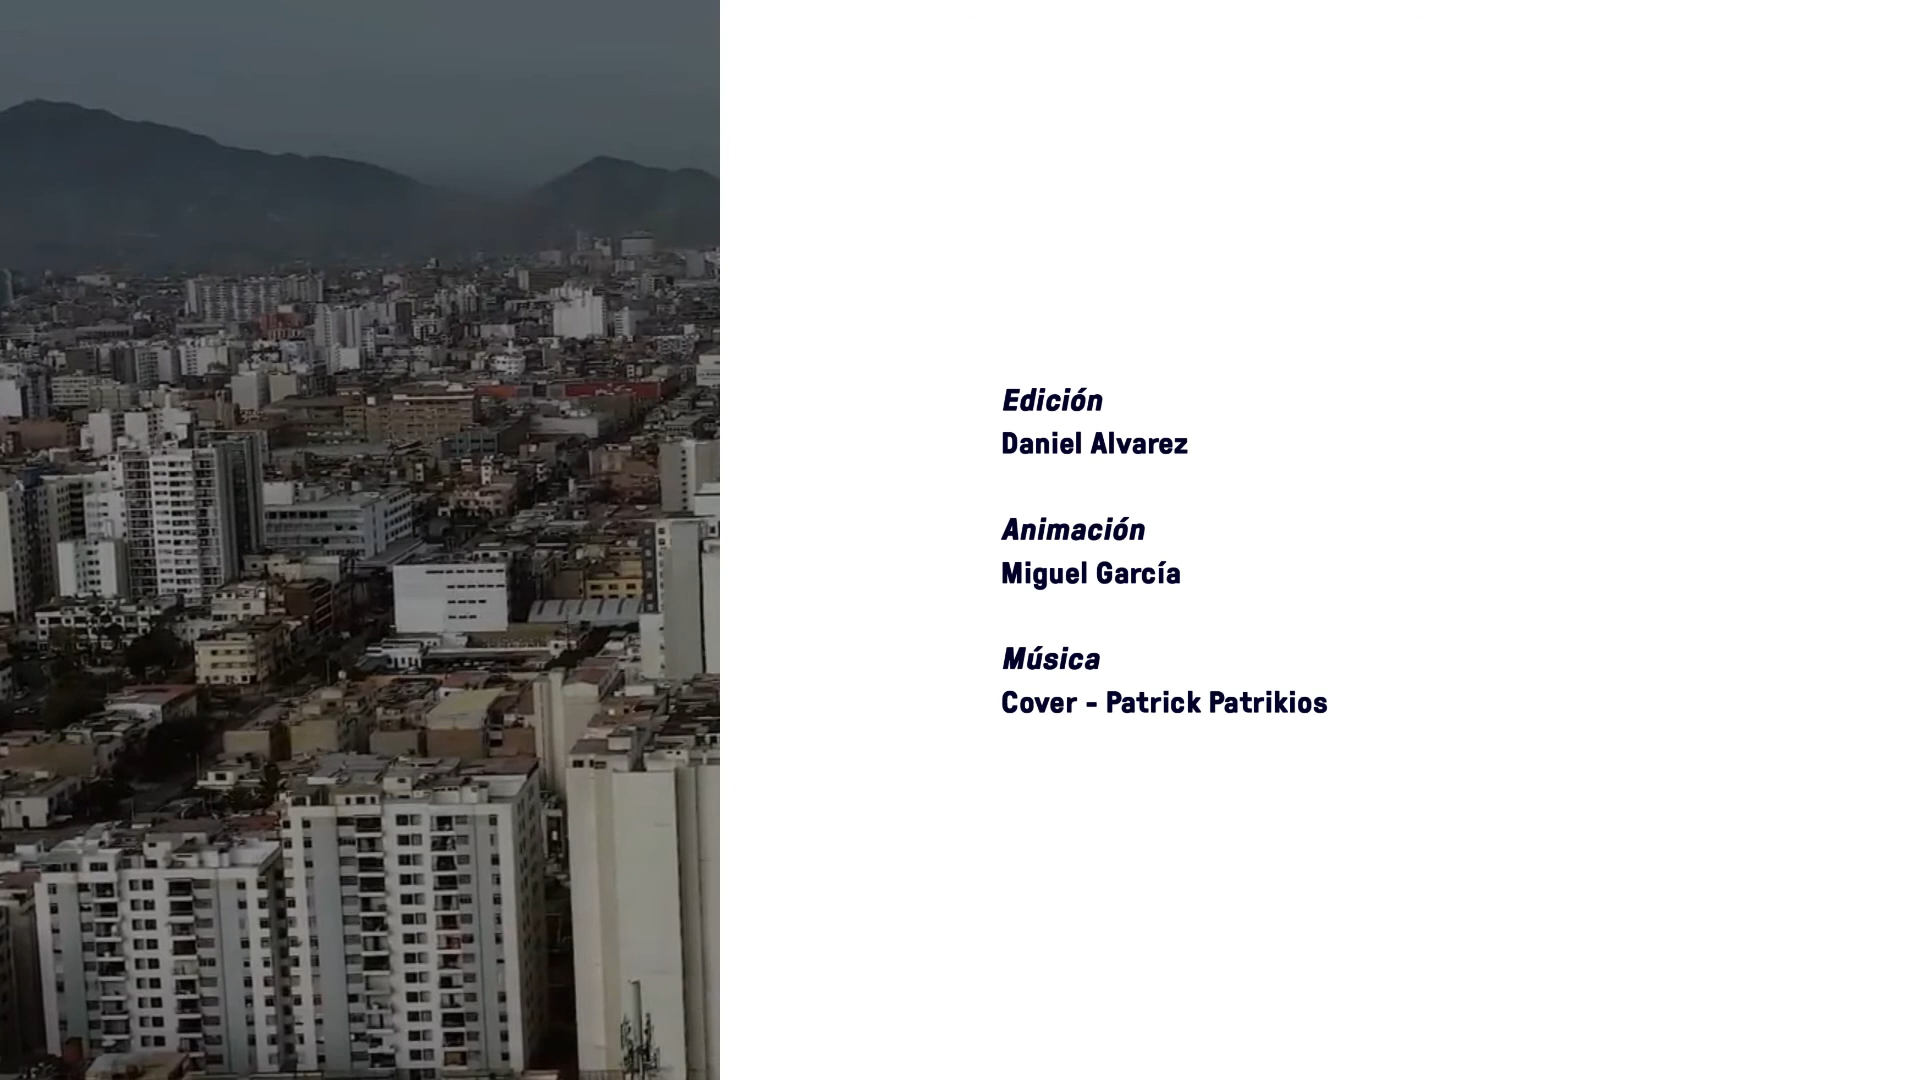 Edición
Daniel Alvarez
Animación
Miguel García
Música
Cover - Patrick Patrikios